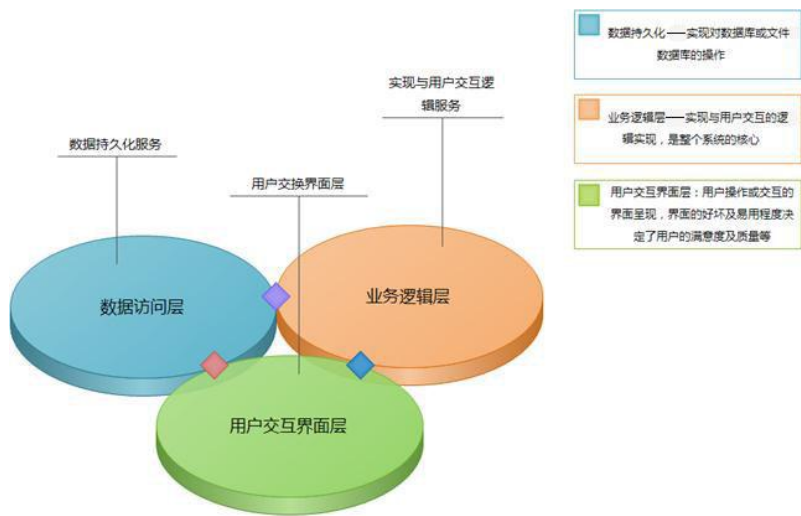 数据持久化——实现对数据库或文件
数据库的操作
实现与用户交互逻
辑服务
业务逻辑层——实现与用户交互的逻
辑实现，是整个系统的核心
数据持久化服务
用户交换界面层
用户交互界面层：用户操作或交互的
界面呈现，界面的好坏及易用程度决
定了用户的满意度及质量等
数据访问层
业务逻辑层
用户交互界面层